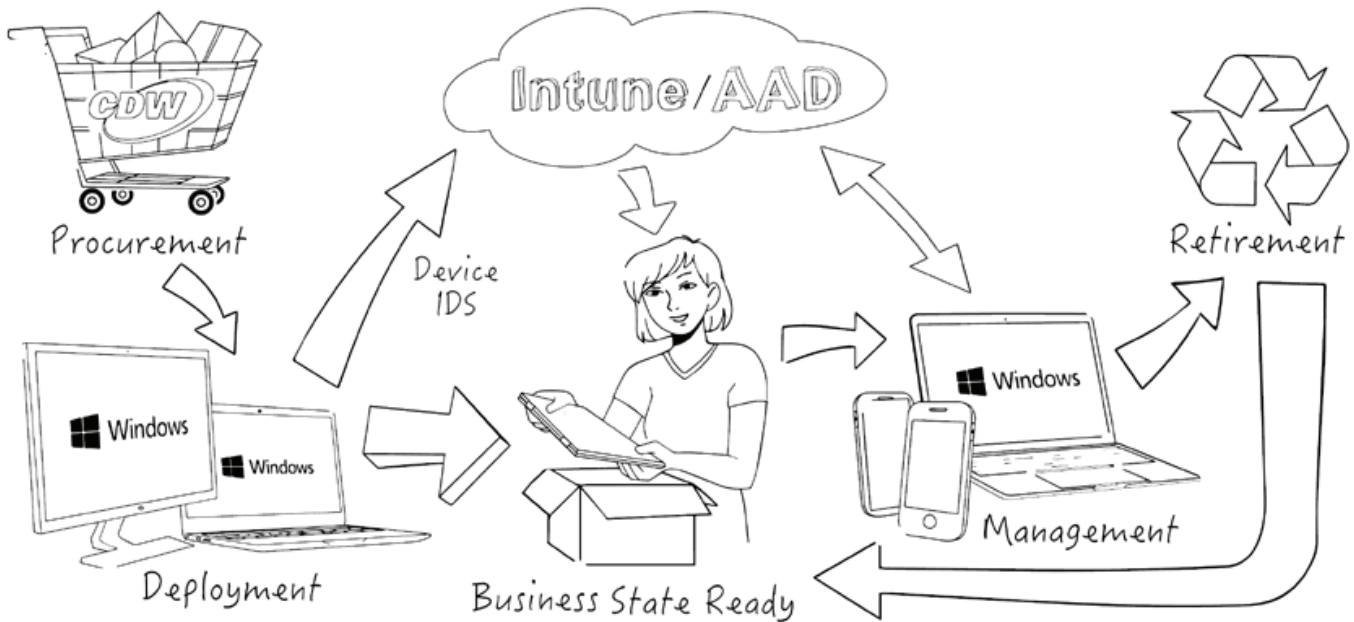 CDW
Intune/AAD
Procurement
Retirement
Device
IDS
Windows
Windows
Windows
Management
Deployment
Business State Ready